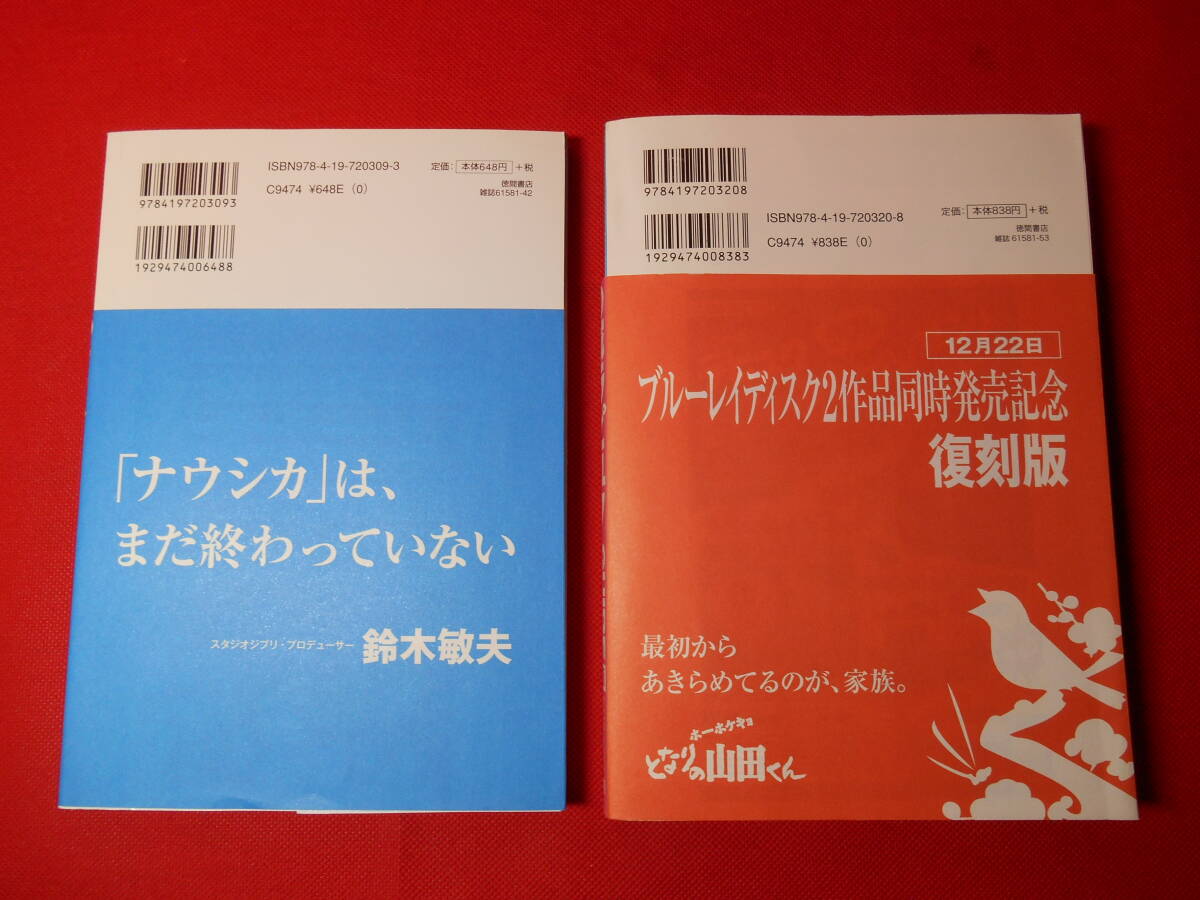 ISBN978-4-19-720309-3
定価：本体648円＋税
9784197203093
C9474 ¥648E（0）
徳間書店
雑誌61581-42
1929474006488
「ナウシカ」は、
まだ終わっていない
スタジオジブリ・プロデューサー 鈴木敏夫
9784197203208
ISBN978-4-19-720320-8
定価：本体838円＋税
C9474 ¥838E（0）
徳間書店
雑誌61581-53
1929474008383
12月22日
ブルーレイディスク2作品同時発売記念
復刻版
最初から
あきらめてるのが、家族。
ホーホケキョ
となりの山田くん